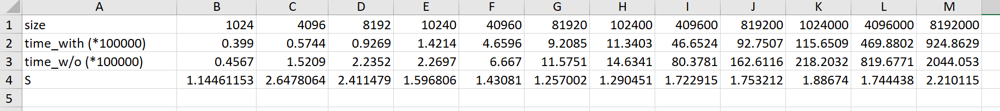 A B C D E F G H I J K L M
1 size 1024 4096 8192 10240 40960 81920 102400 409600 819200 1024000 4096000 8192000
2 time_with (*100000) 0.399 0.5744 0.9269 1.4214 4.6596 9.2085 11.3403 46.6524 92.7507 115.6509 469.8802 924.8629
3 time_w/o (*100000) 0.4567 1.5209 2.2352 2.2697 6.667 11.5751 14.6341 80.3781 162.6116 218.2032 819.6771 2044.053
4 S 1.14461153 2.6478064 2.411479 1.596806 1.43081 1.257002 1.290451 1.722915 1.753212 1.88674 1.744438 2.210115
5